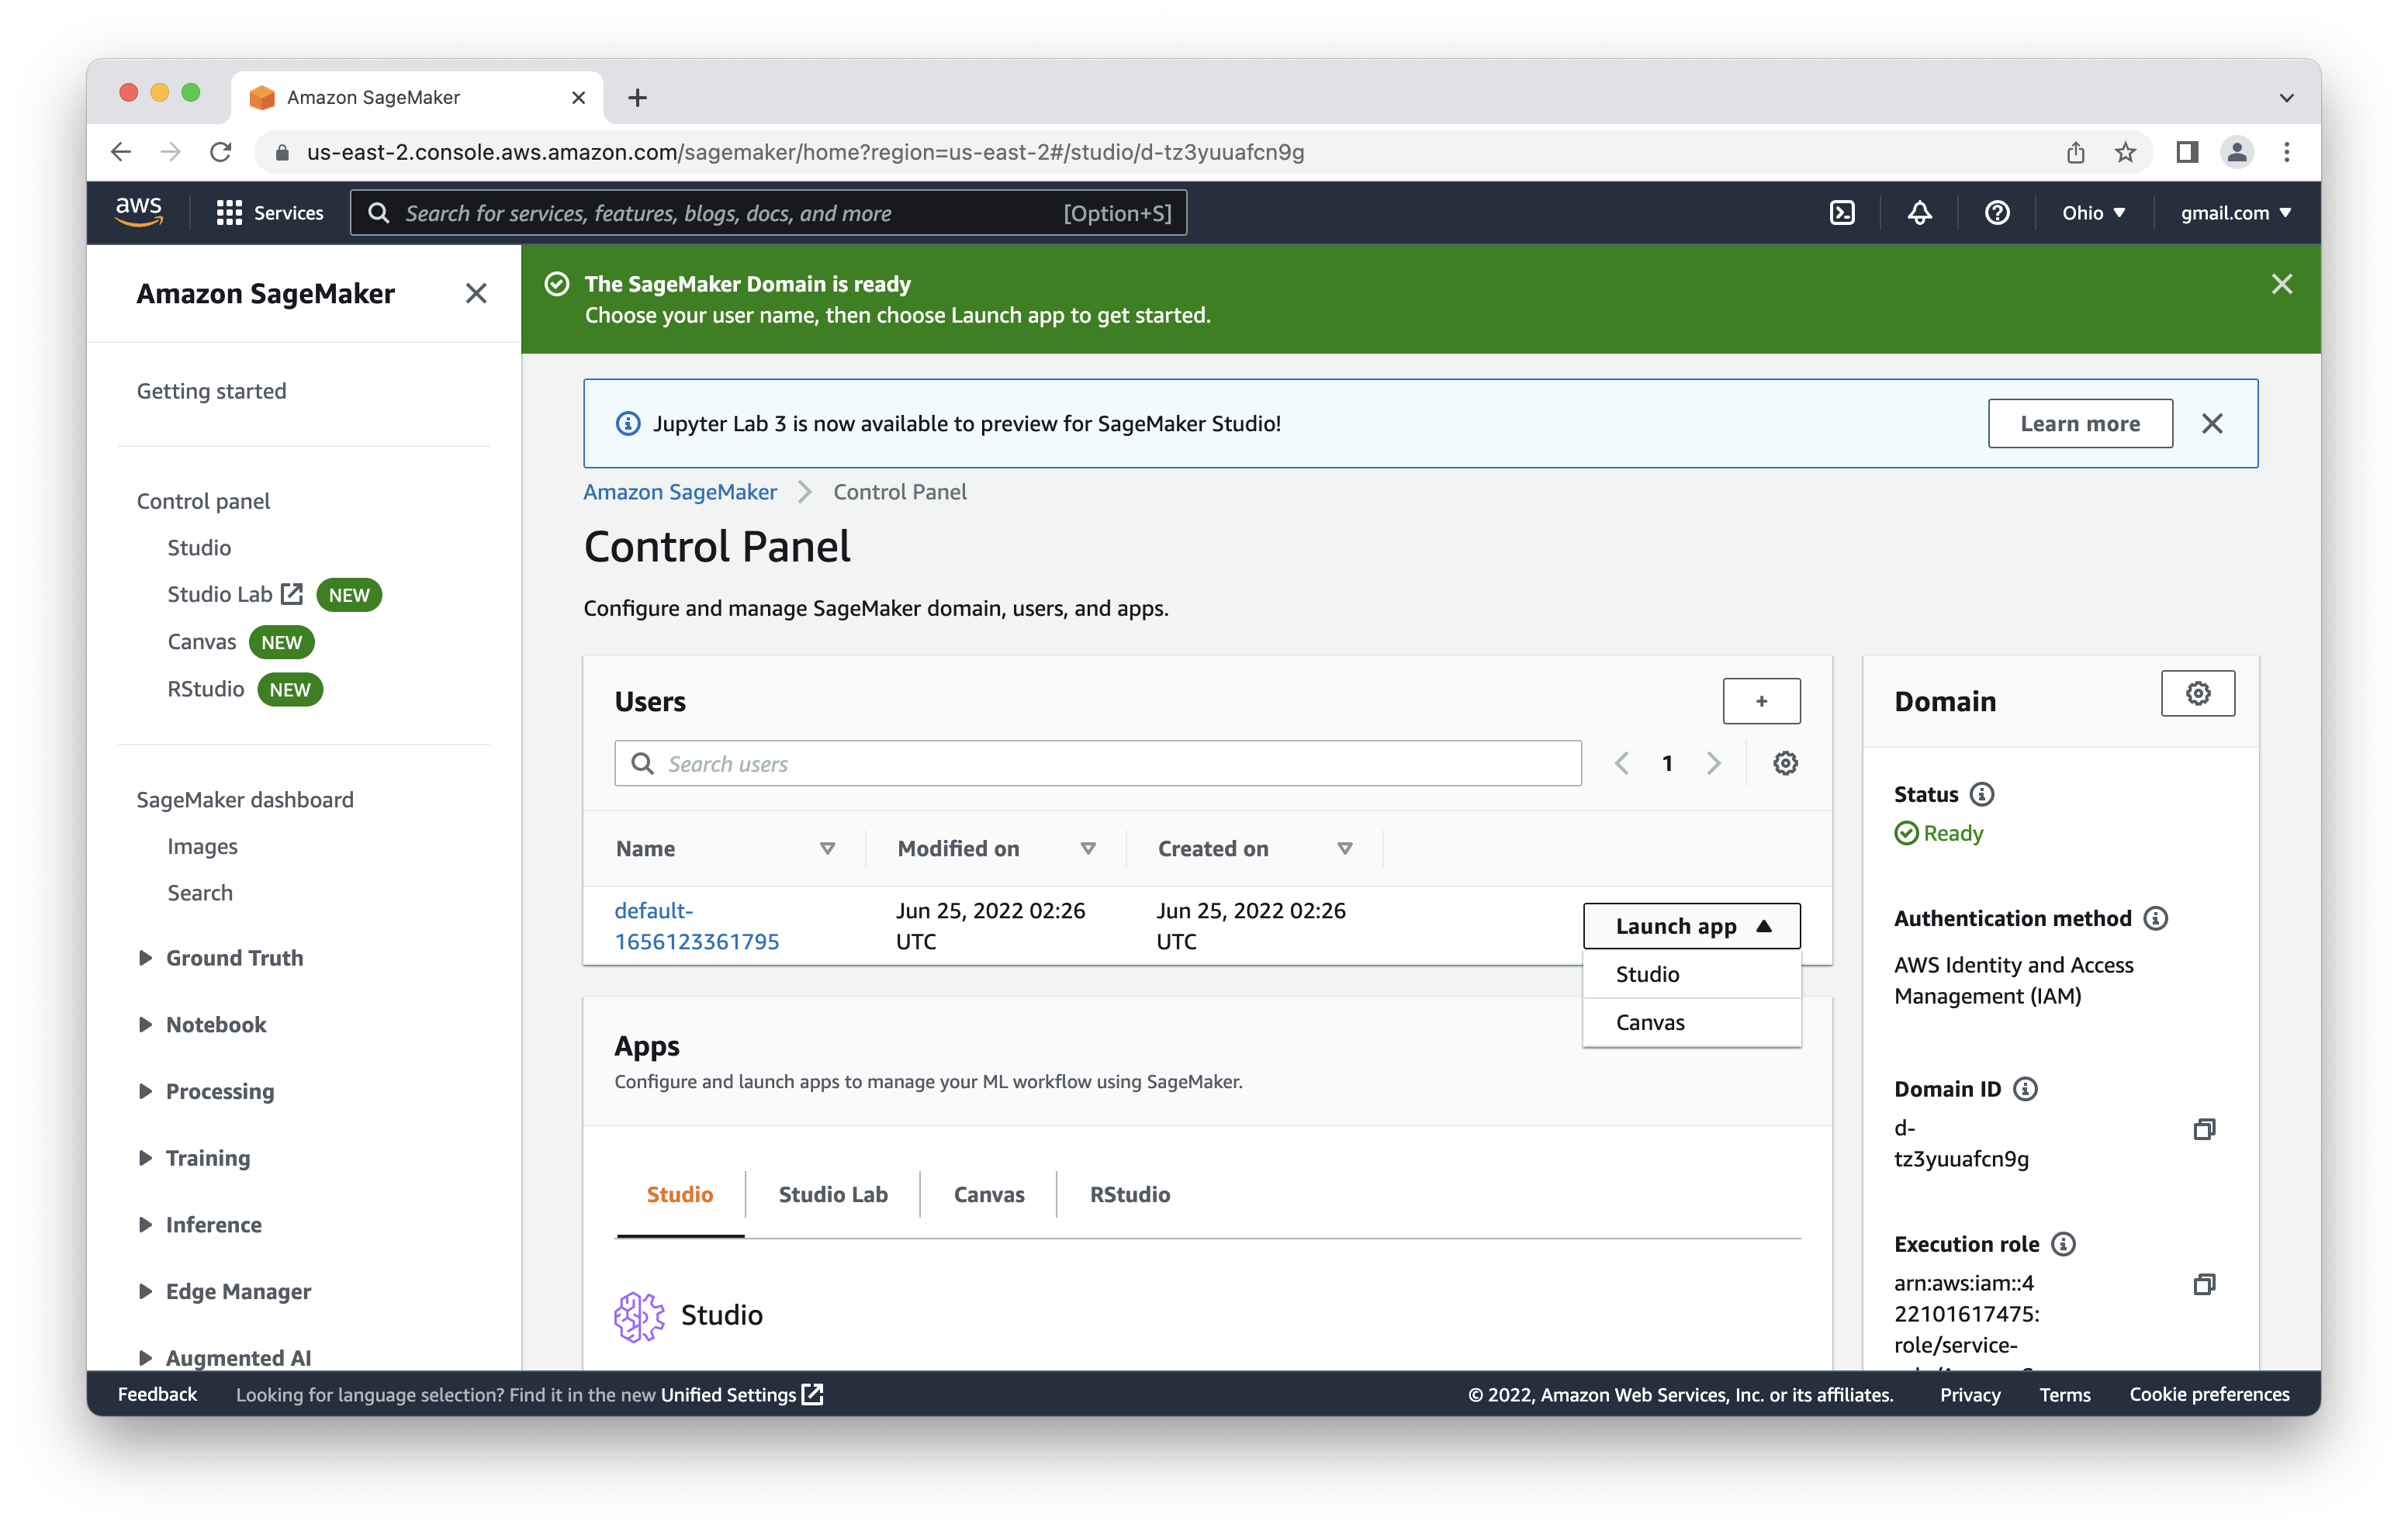 Amazon SageMaker
us-east-2.console.aws.amazon.com/sagemaker/home?region=us-east-2#/studio/d-tz3yuuafcn9g
aws
Services
Search for services, features, blogs, docs, and more
[Option+S]
Ohio
gmail.com
Amazon SageMaker
Getting started
Control panel
Studio
Studio Lab NEW
Canvas NEW
RStudio NEW
SageMaker dashboard
Images
Search
Ground Truth
Notebook
Processing
Training
Inference
Edge Manager
Augmented AI
The SageMaker Domain is ready
Choose your user name, then choose Launch app to get started.
Jupyter Lab 3 is now available to preview for SageMaker Studio!
Learn more
Amazon SageMaker > Control Panel
Control Panel
Configure and manage SageMaker domain, users, and apps.
Users
+
Search users
1
Name
Modified on
Created on
default-
1656123361795
Jun 25, 2022 02:26
UTC
Jun 25, 2022 02:26
UTC
Launch app
Studio
Canvas
Apps
Configure and launch apps to manage your ML workflow using SageMaker.
Studio
Studio Lab
Canvas
RStudio
Studio
Domain
Status
Ready
Authentication method
AWS Identity and Access
Management (IAM)
Domain ID
d-
tz3yuuafcn9g
Execution role
arn:aws:iam::4
22101617475:
role/service-
Feedback
Looking for language selection? Find it in the new Unified Settings
© 2022, Amazon Web Services, Inc. or its affiliates.
Privacy
Terms
Cookie preferences